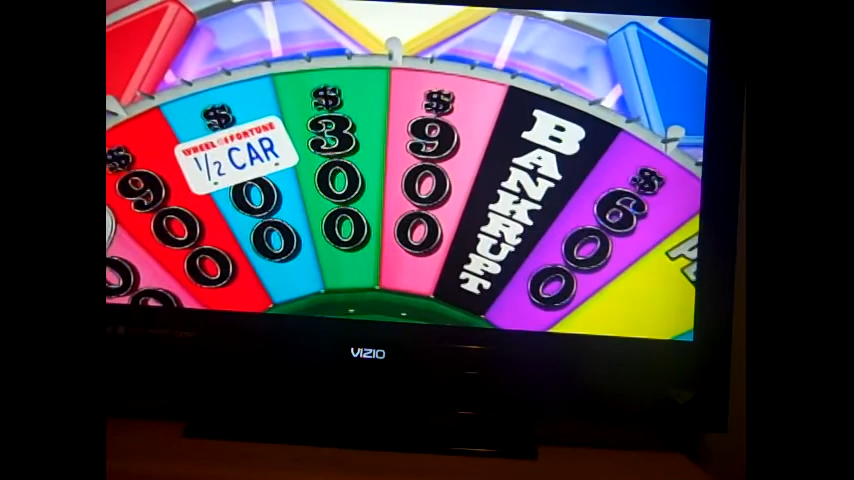 $900
$
WHEEL OF FORTUNE
1/2 CAR
00
$300
$900
BANKRUPT
$600
VIZIO